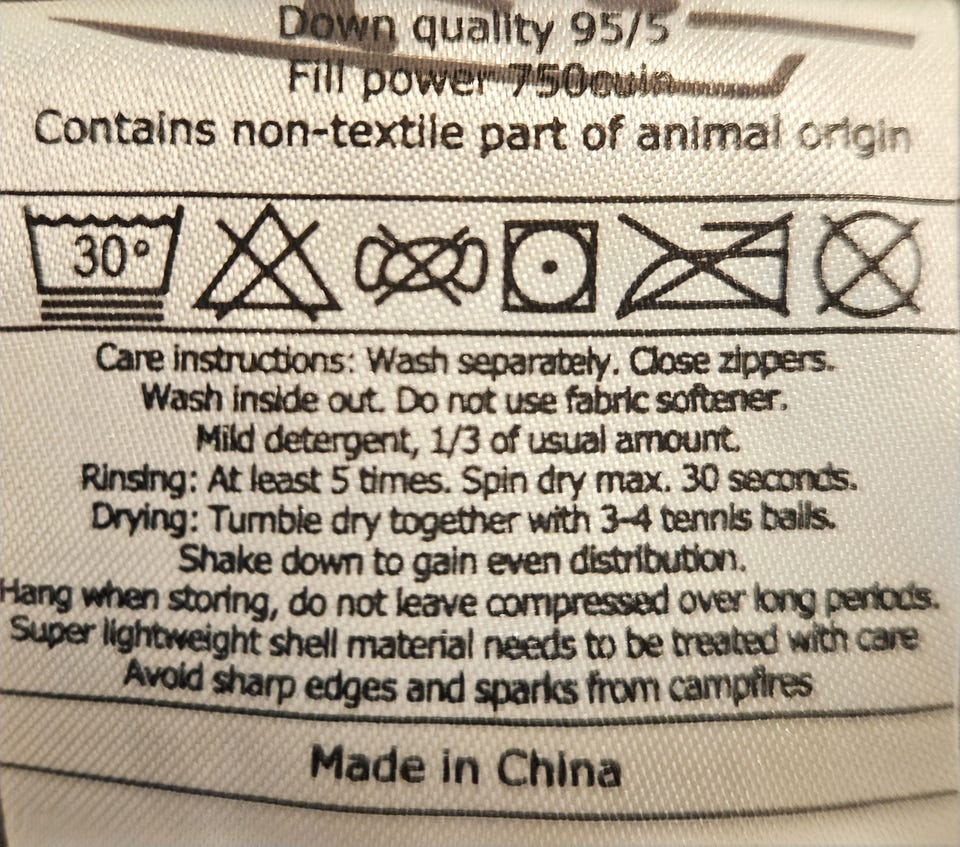 Down quality 95/5
Fill power 750cuin
Contains non-textile part of animal origin
30°
Care instructions: Wash separately. Close zippers.
Wash inside out. Do not use fabric softener.
Mild detergent, 1/3 of usual amount.
Rinsing: At least 5 times. Spin dry max. 30 seconds.
Drying: Tumble dry together with 3-4 tennis balls.
Shake down to gain even distribution.
Hang when storing, do not leave compressed over long periods.
Super lightweight shell material needs to be treated with care
Avoid sharp edges and sparks from campfires
Made in China